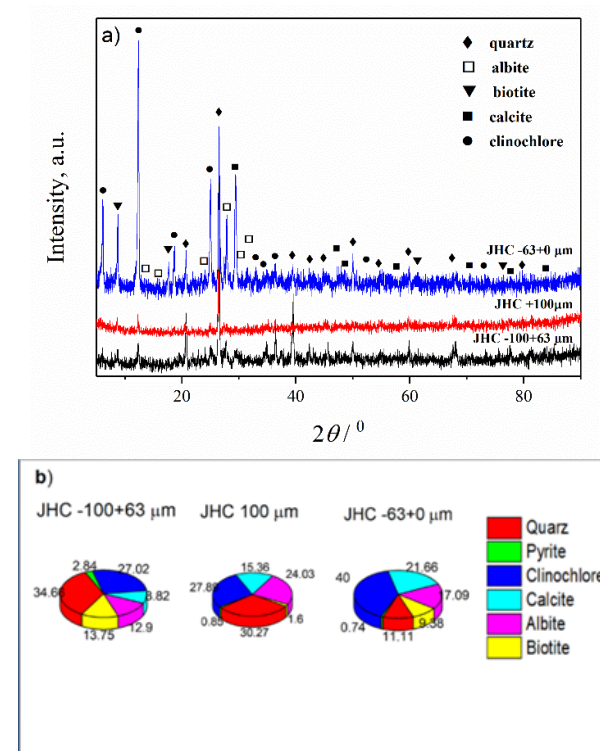 a)
quartz
albite
biotite
calcite
clinochlore
Intensity, a.u.
JHC -63+0 μm
JHC +100μm
JHC -100+63 μm
20 40 60 80
2θ / 0
b)
JHC -100+63 μm JHC 100 μm JHC -63+0 μm
Quarz
Pyrite
Clinochlore
Calcite
Albite
Biotite
2.84 27.02 34.66 8.82 12.9 13.75
15.36 24.03 27.89 0.85 30.27 1.6
40 21.66 17.09 0.74 9.38 11.11